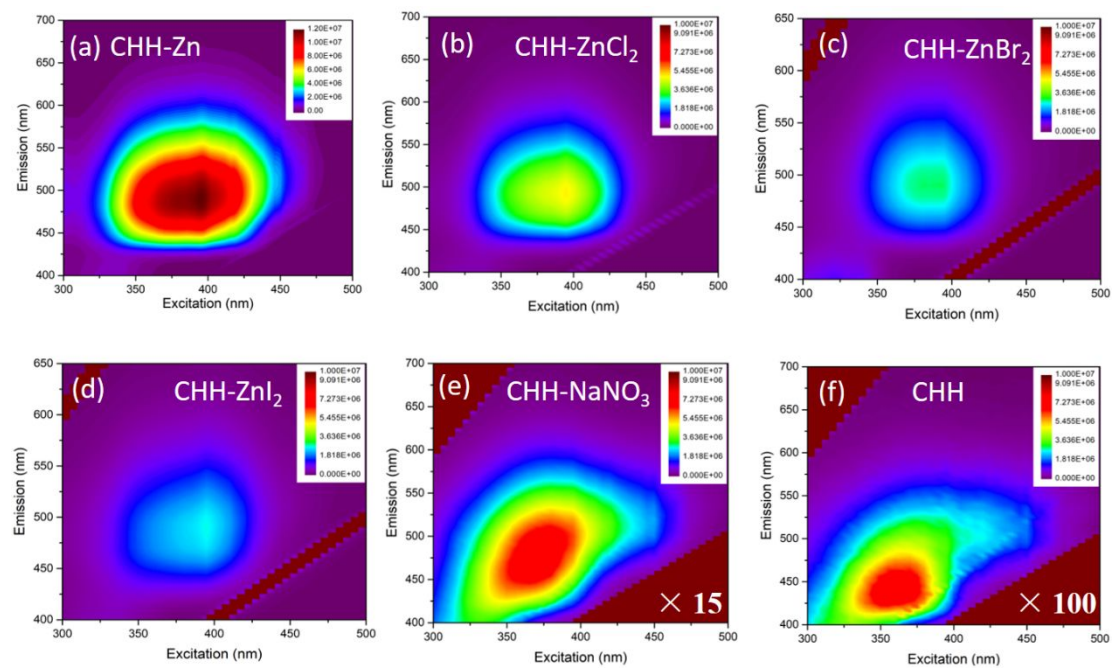 (a) CHH-Zn
1.20E+07
1.00E+07
8.00E+06
6.00E+06
4.00E+06
2.00E+06
0.00
700
650
600
550
500
450
400
300
350
400
450
500
Emission (nm)
Excitation (nm)
(b) CHH-ZnCl2
1.000E+07
9.091E+06
7.273E+06
5.455E+06
3.636E+06
1.818E+06
0.000E+00
700
650
600
550
500
450
400
300
350
400
450
500
Emission (nm)
Excitation (nm)
(c) CHH-ZnBr2
1.000E+07
9.091E+06
7.273E+06
5.455E+06
3.636E+06
1.818E+06
0.000E+00
650
600
550
500
450
400
300
350
400
450
500
Emission (nm)
Excitation (nm)
(d) CHH-ZnI2
1.000E+07
9.091E+06
7.273E+06
5.455E+06
3.636E+06
1.818E+06
0.000E+00
650
600
550
500
450
400
300
350
400
450
500
Emission (nm)
Excitation (nm)
(e) CHH-NaNO3
1.000E+07
9.091E+06
7.273E+06
5.455E+06
3.636E+06
1.818E+06
0.000E+00
700
650
600
550
500
450
400
300
350
400
450
500
Emission (nm)
Excitation (nm)
× 15
(f) CHH
1.000E+07
9.091E+06
7.273E+06
5.455E+06
3.636E+06
1.818E+06
0.000E+00
700
650
600
550
500
450
400
300
350
400
450
500
Emission (nm)
Excitation (nm)
× 100